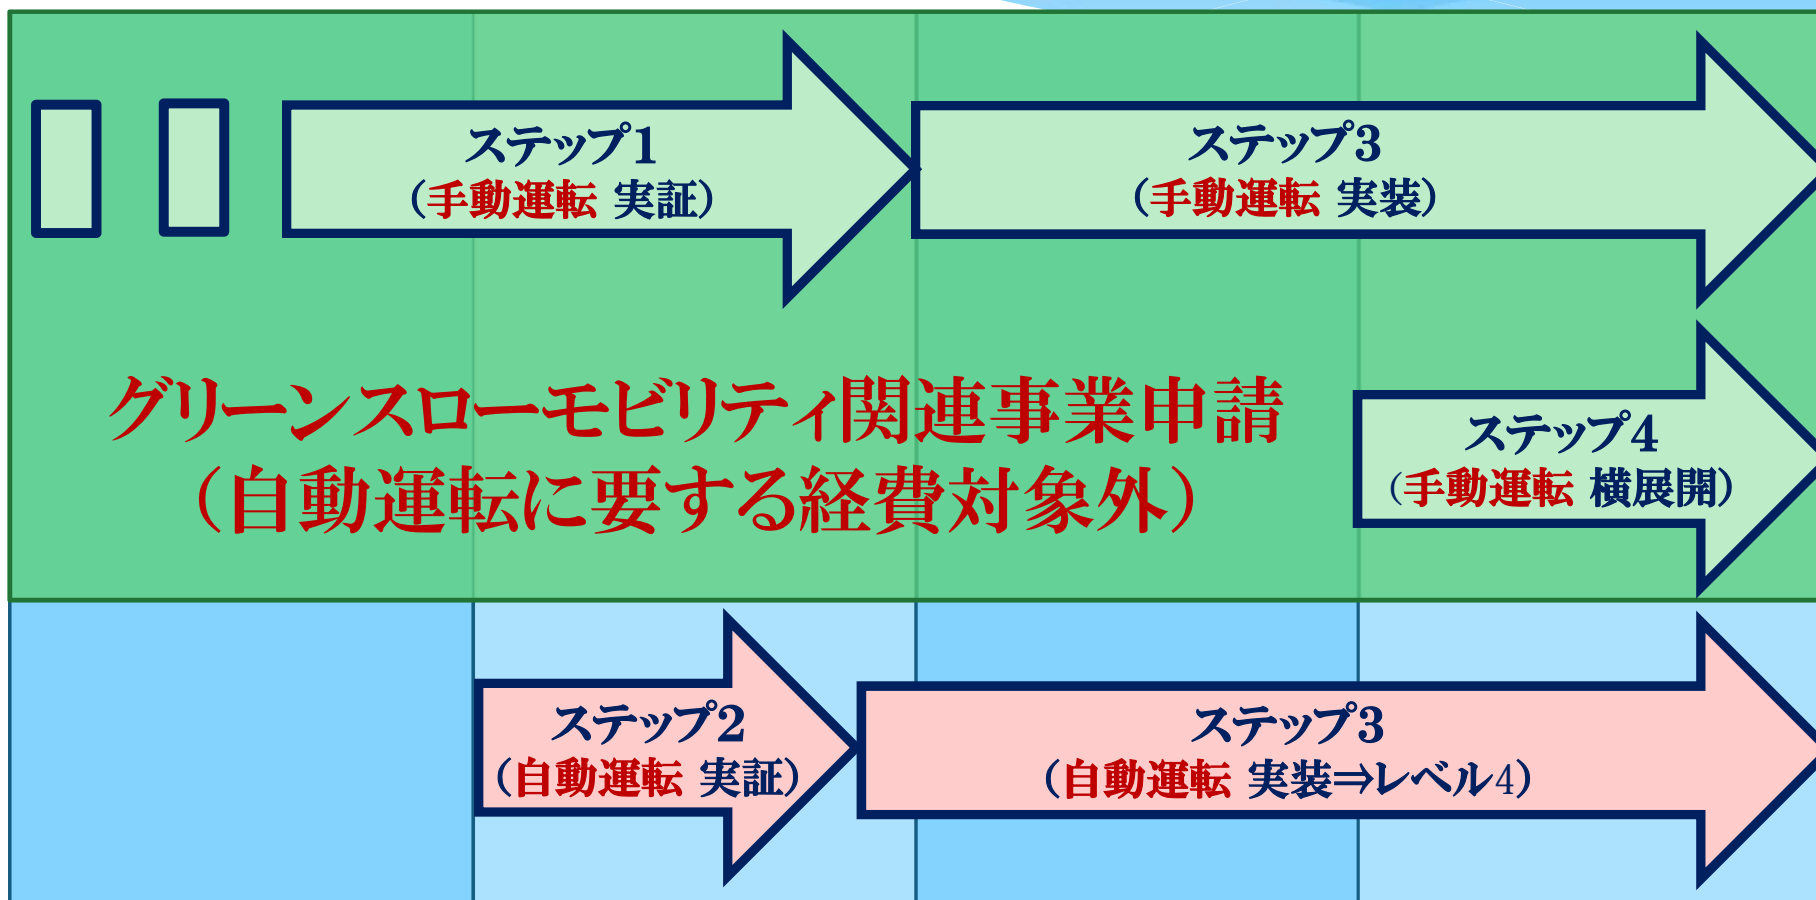 ステップ1
（手動運転 実証）
ステップ3
（手動運転 実装）
グリーンスローモビリティ関連事業申請
（自動運転に要する経費対象外）
ステップ4
（手動運転 横展開）
ステップ2
（自動運転 実証）
ステップ3
（自動運転 実装⇒レベル4）